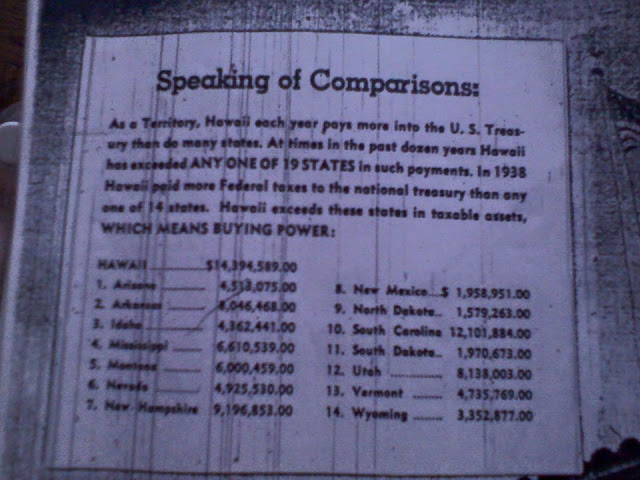 Speaking of Comparisons:
As a Territory, Hawaii each year pays more into the U. S. Treas-
ury than do many states. At times in the past dozen years Hawaii
has exceeded ANY ONE OF 19 STATES in such payments. In 1938
Hawaii paid more Federal taxes to the national treasury than any
one of 14 states. Hawaii exceeds these states in taxable assets,
WHICH MEANS BUYING POWER:
HAWAII ........ $14,394,589.00
1. Arizona ........ 4,513,075.00
2. Arkansas ........ 8,046,468.00
3. Idaho ........ 4,362,441.00
4. Mississippi ...... 6,610,539.00
5. Montana ........ 6,000,459.00
6. Nevada ........ 4,925,530.00
7. New Hampshire 9,196,853.00
8. New Mexico...$ 1,958,951.00
9. North Dakota.. 1,579,263.00
10. South Carolina 12,101,884.00
11. South Dakota.. 1,970,673.00
12. Utah ............ 8,138,003.00
13. Vermont ....... 4,735,769.00
14. Wyoming ...... 3,352,877.00